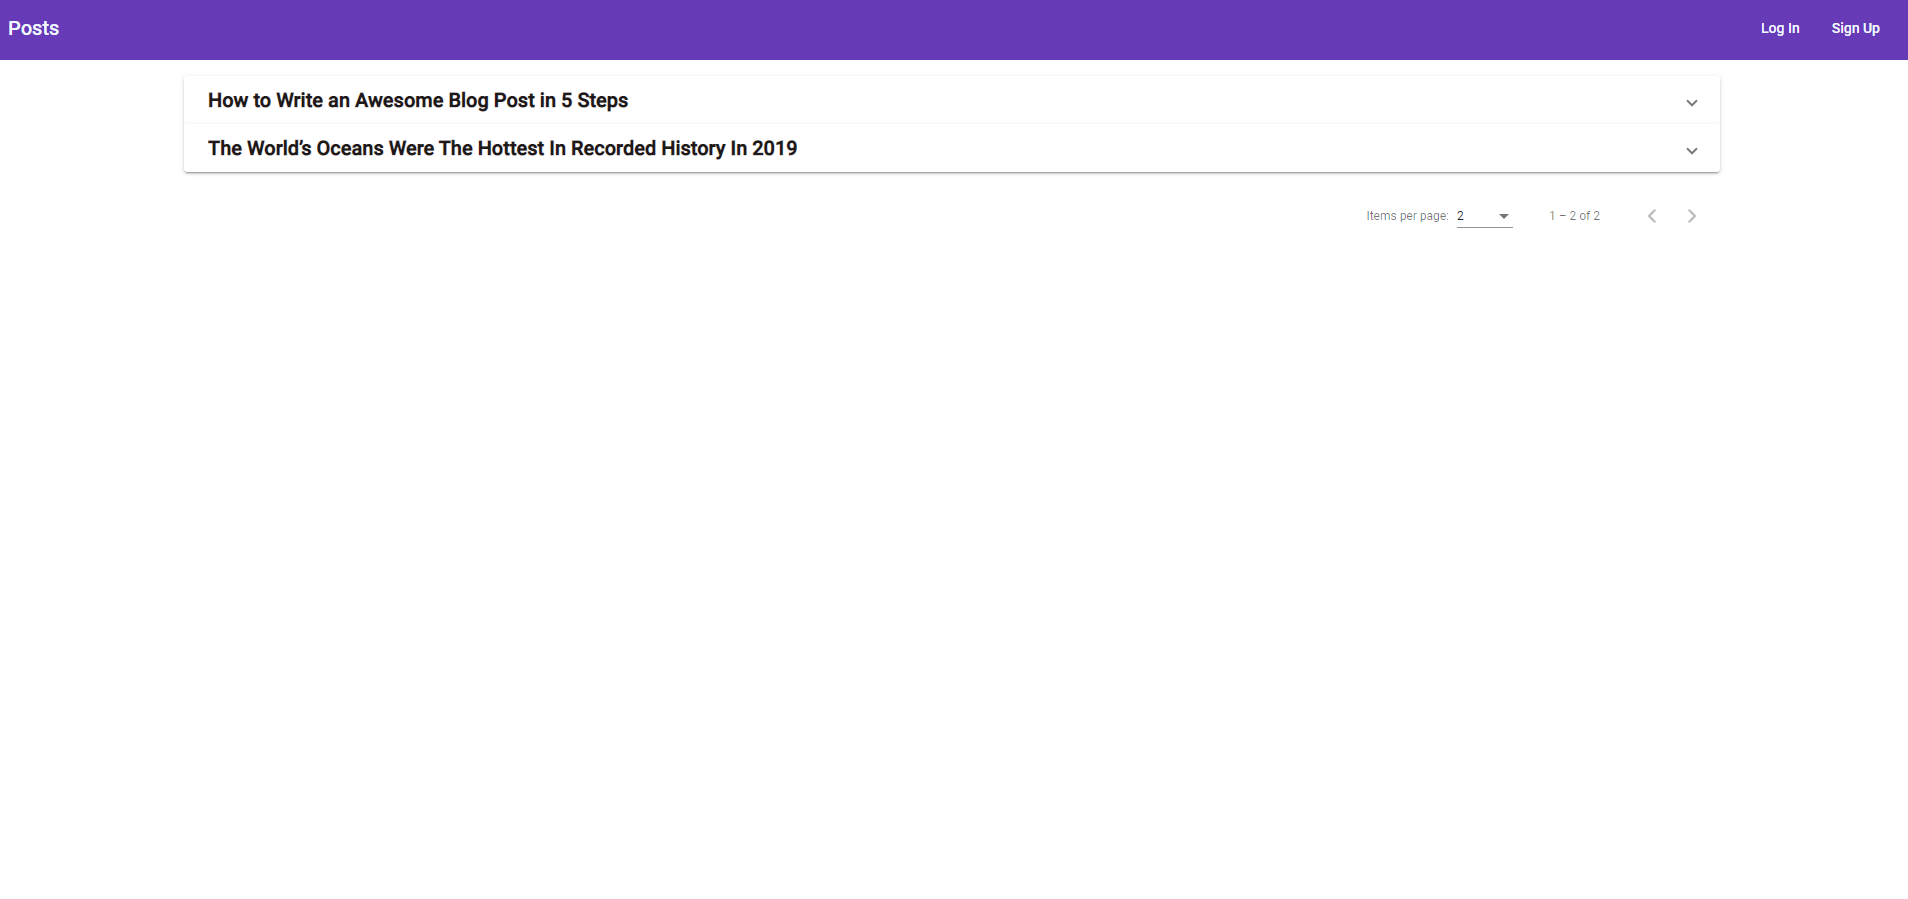 Posts Log In Sign Up
How to Write an Awesome Blog Post in 5 Steps
The World’s Oceans Were The Hottest In Recorded History In 2019
Items per page: 2 1 – 2 of 2